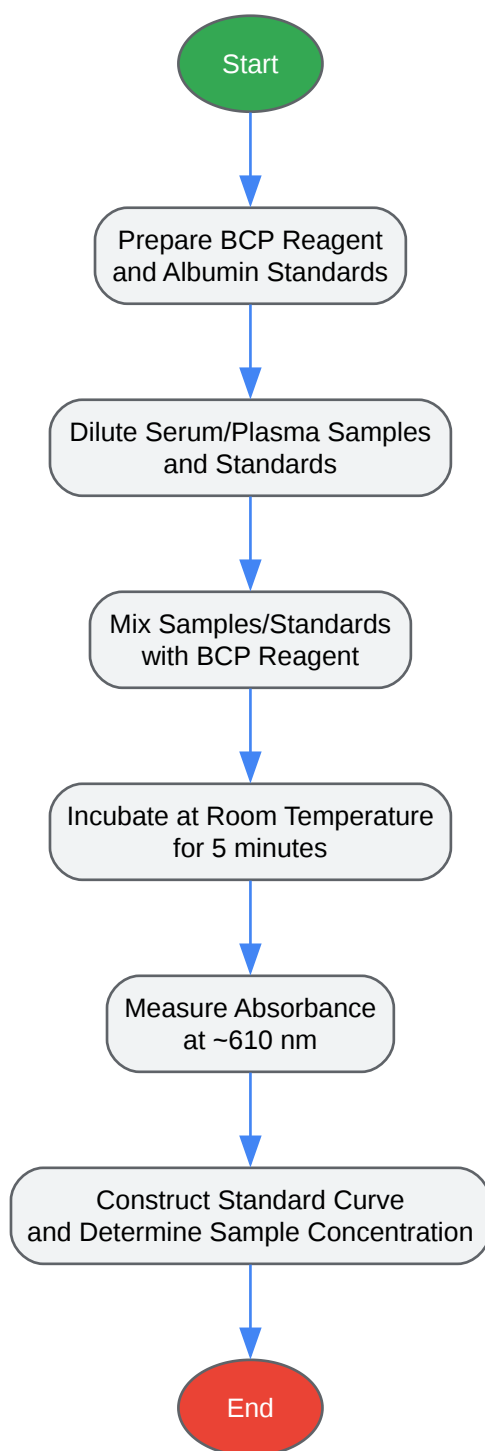 Start
Prepare BCP Reagent
and Albumin Standards
Dilute Serum/Plasma Samples
and Standards
Mix Samples/Standards
with BCP Reagent
Incubate at Room Temperature
for 5 minutes
Measure Absorbance
at ~610 nm
Construct Standard Curve
and Determine Sample Concentration
End